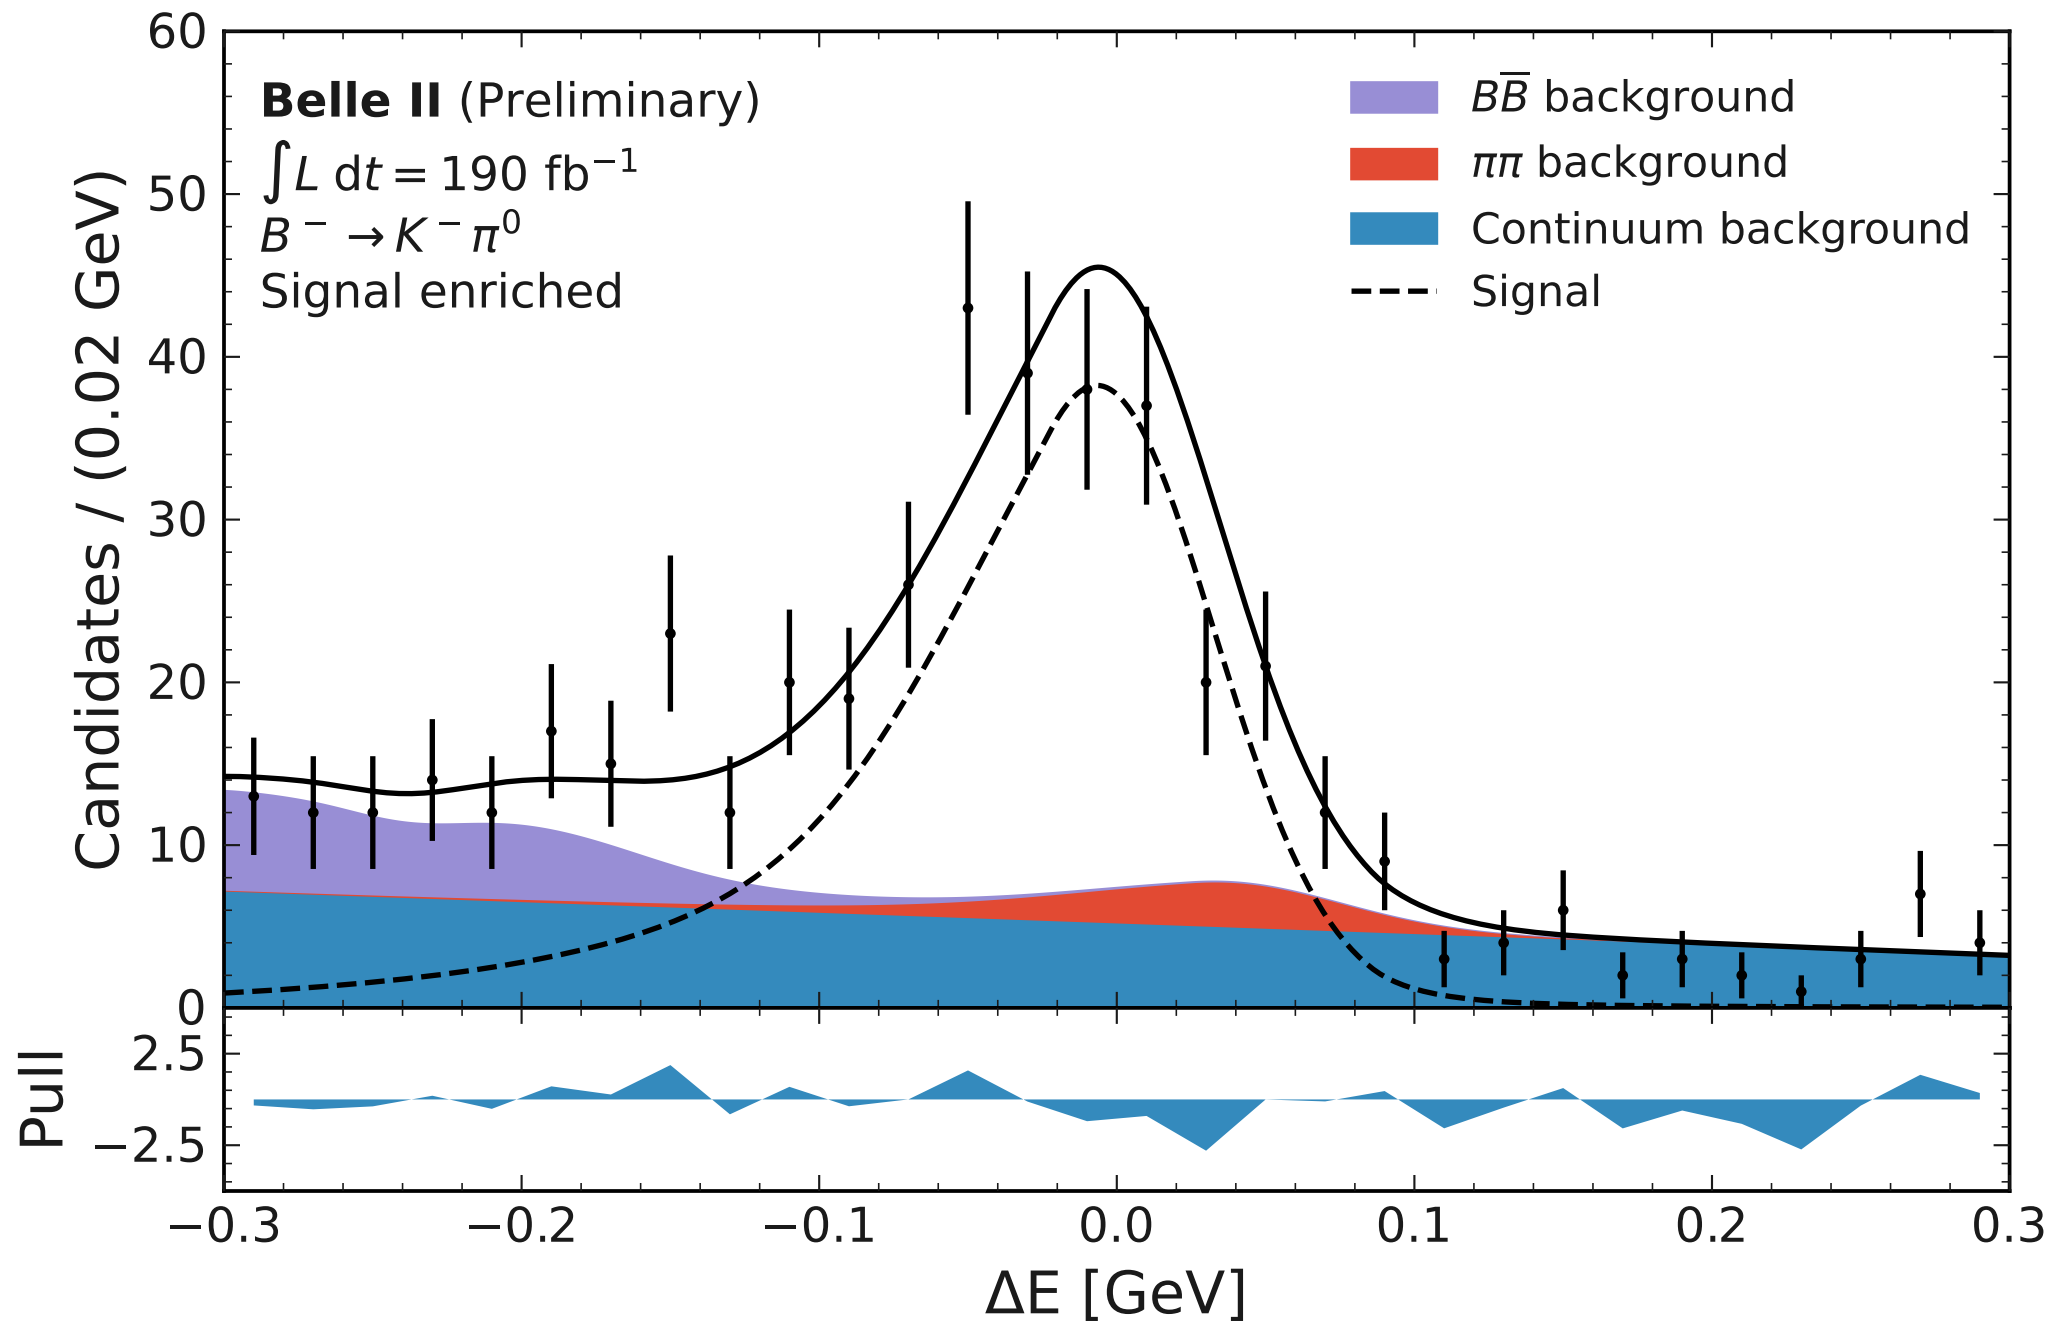 60
50
40
30
20
10
0
Candidates / (0.02 GeV)
Belle II (Preliminary)
∫L dt = 190 fb⁻¹
B⁻ → K⁻π⁰
Signal enriched
BB̅ background
ππ background
Continuum background
Signal
2.5
−2.5
Pull
−0.3 −0.2 −0.1 0.0 0.1 0.2 0.3
ΔE [GeV]